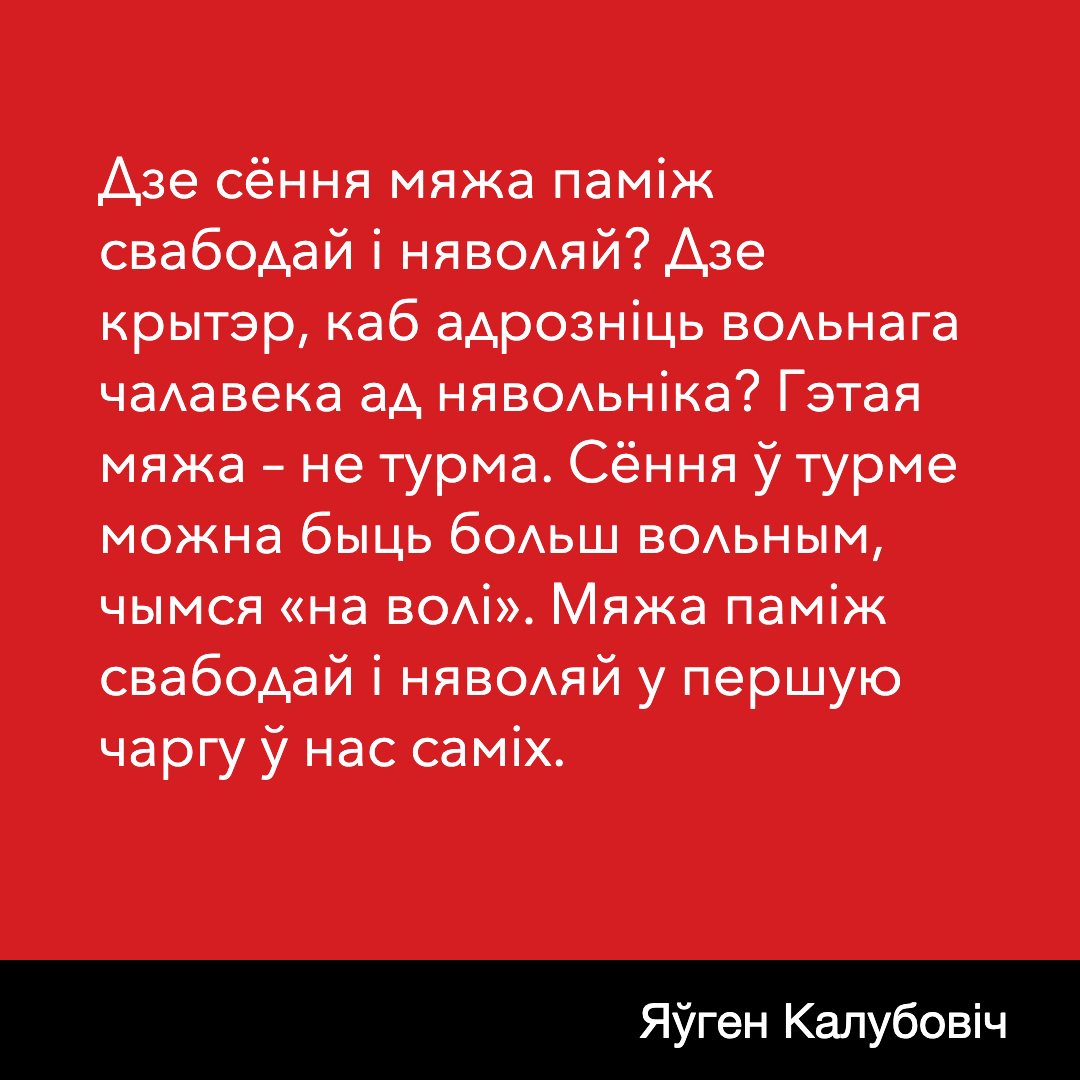 Дзе сёння мяжа паміж
свабодай і няволяй? Дзе
крытэр, каб адрозніць вольнага
чалавека ад нявольніка? Гэтая
мяжа – не турма. Сёння ў турме
можна быць больш вольным,
чымся «на волі». Мяжа паміж
свабодай і няволяй у першую
чаргу ў нас саміх.
Яўген Калубовіч